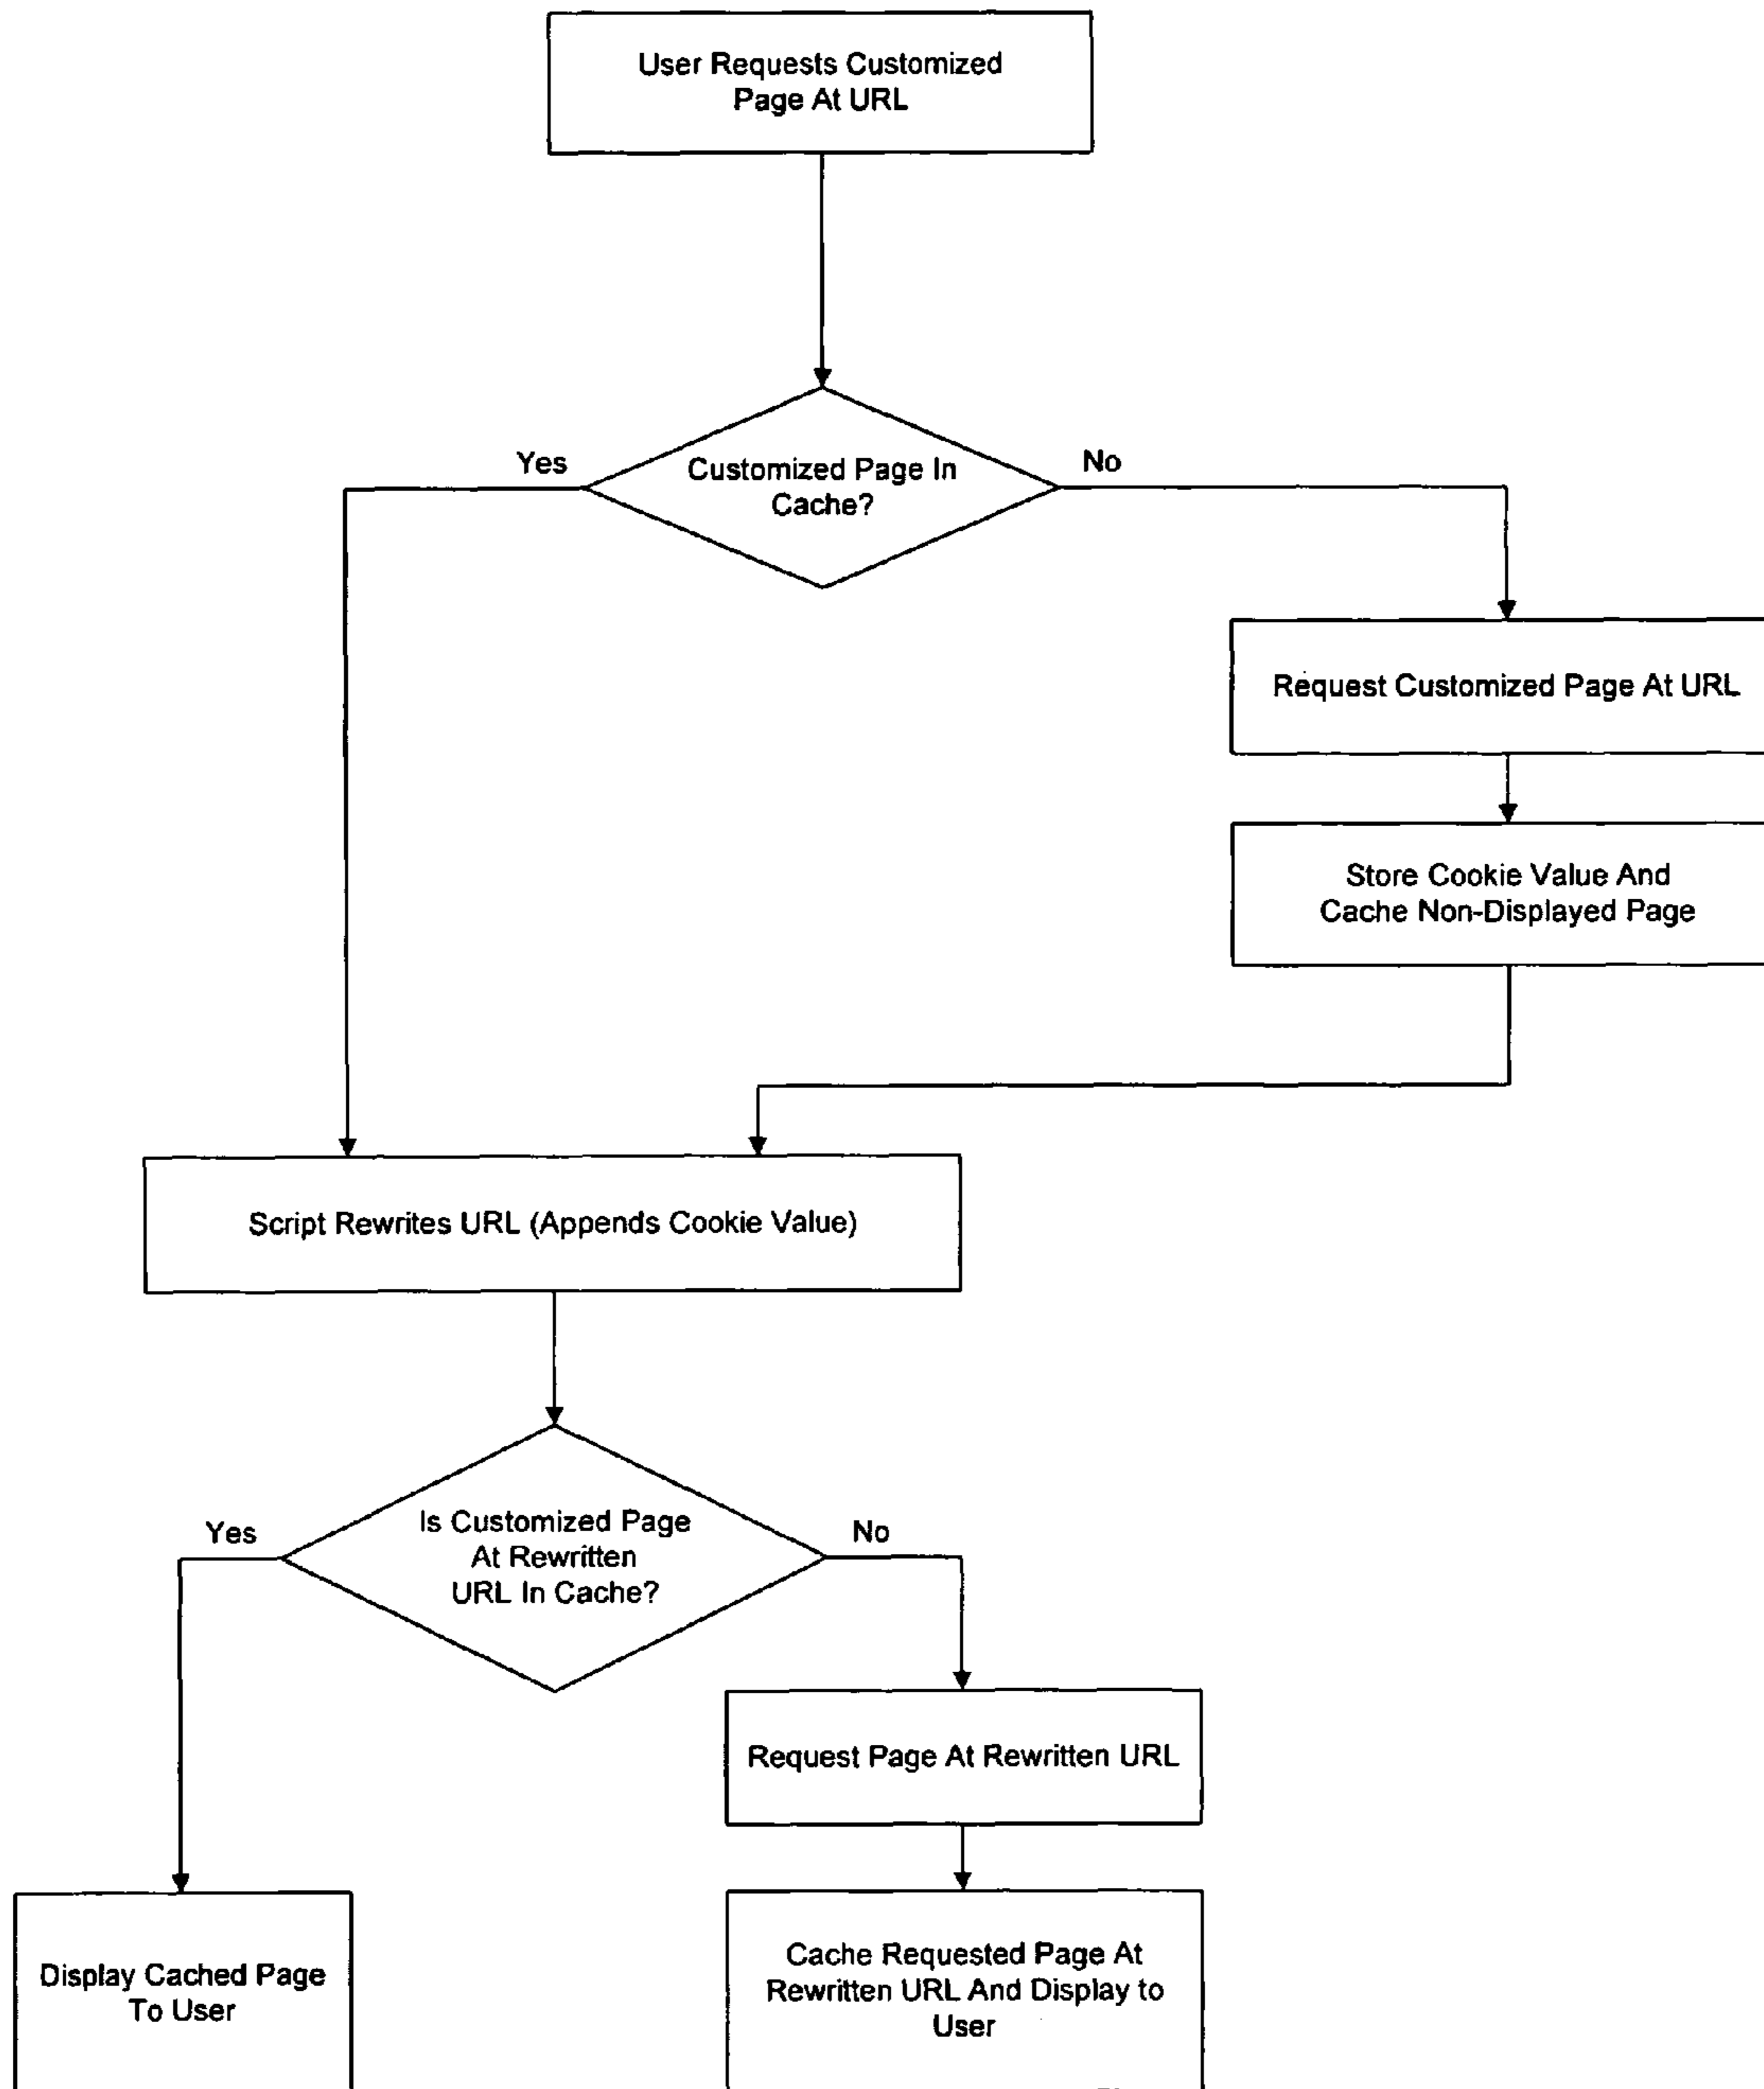 User Requests Customized
Page At URL
Yes
Customized Page In
Cache?
No
Request Customized Page At URL
Store Cookie Value And
Cache Non-Displayed Page
Script Rewrites URL (Appends Cookie Value)
Yes
Is Customized Page
At Rewritten
URL In Cache?
No
Request Page At Rewritten URL
Display Cached Page
To User
Cache Requested Page At
Rewritten URL And Display to
User